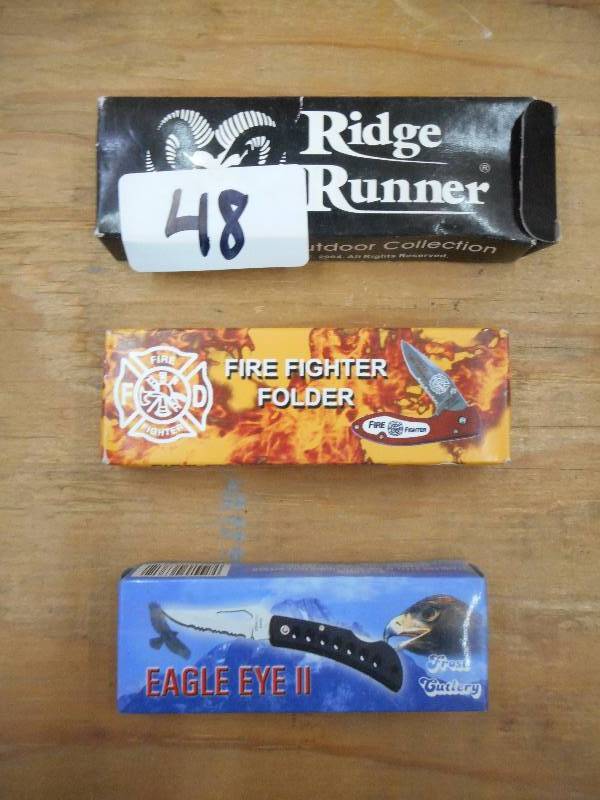 Ridge
Runner®
48
utdoor Collection
2004. All Rights Reserved.
FIRE
F D
FIGHTER
FIRE FIGHTER
FOLDER
FIRE FIGHTER
EAGLE EYE II
Frost
Cutlery